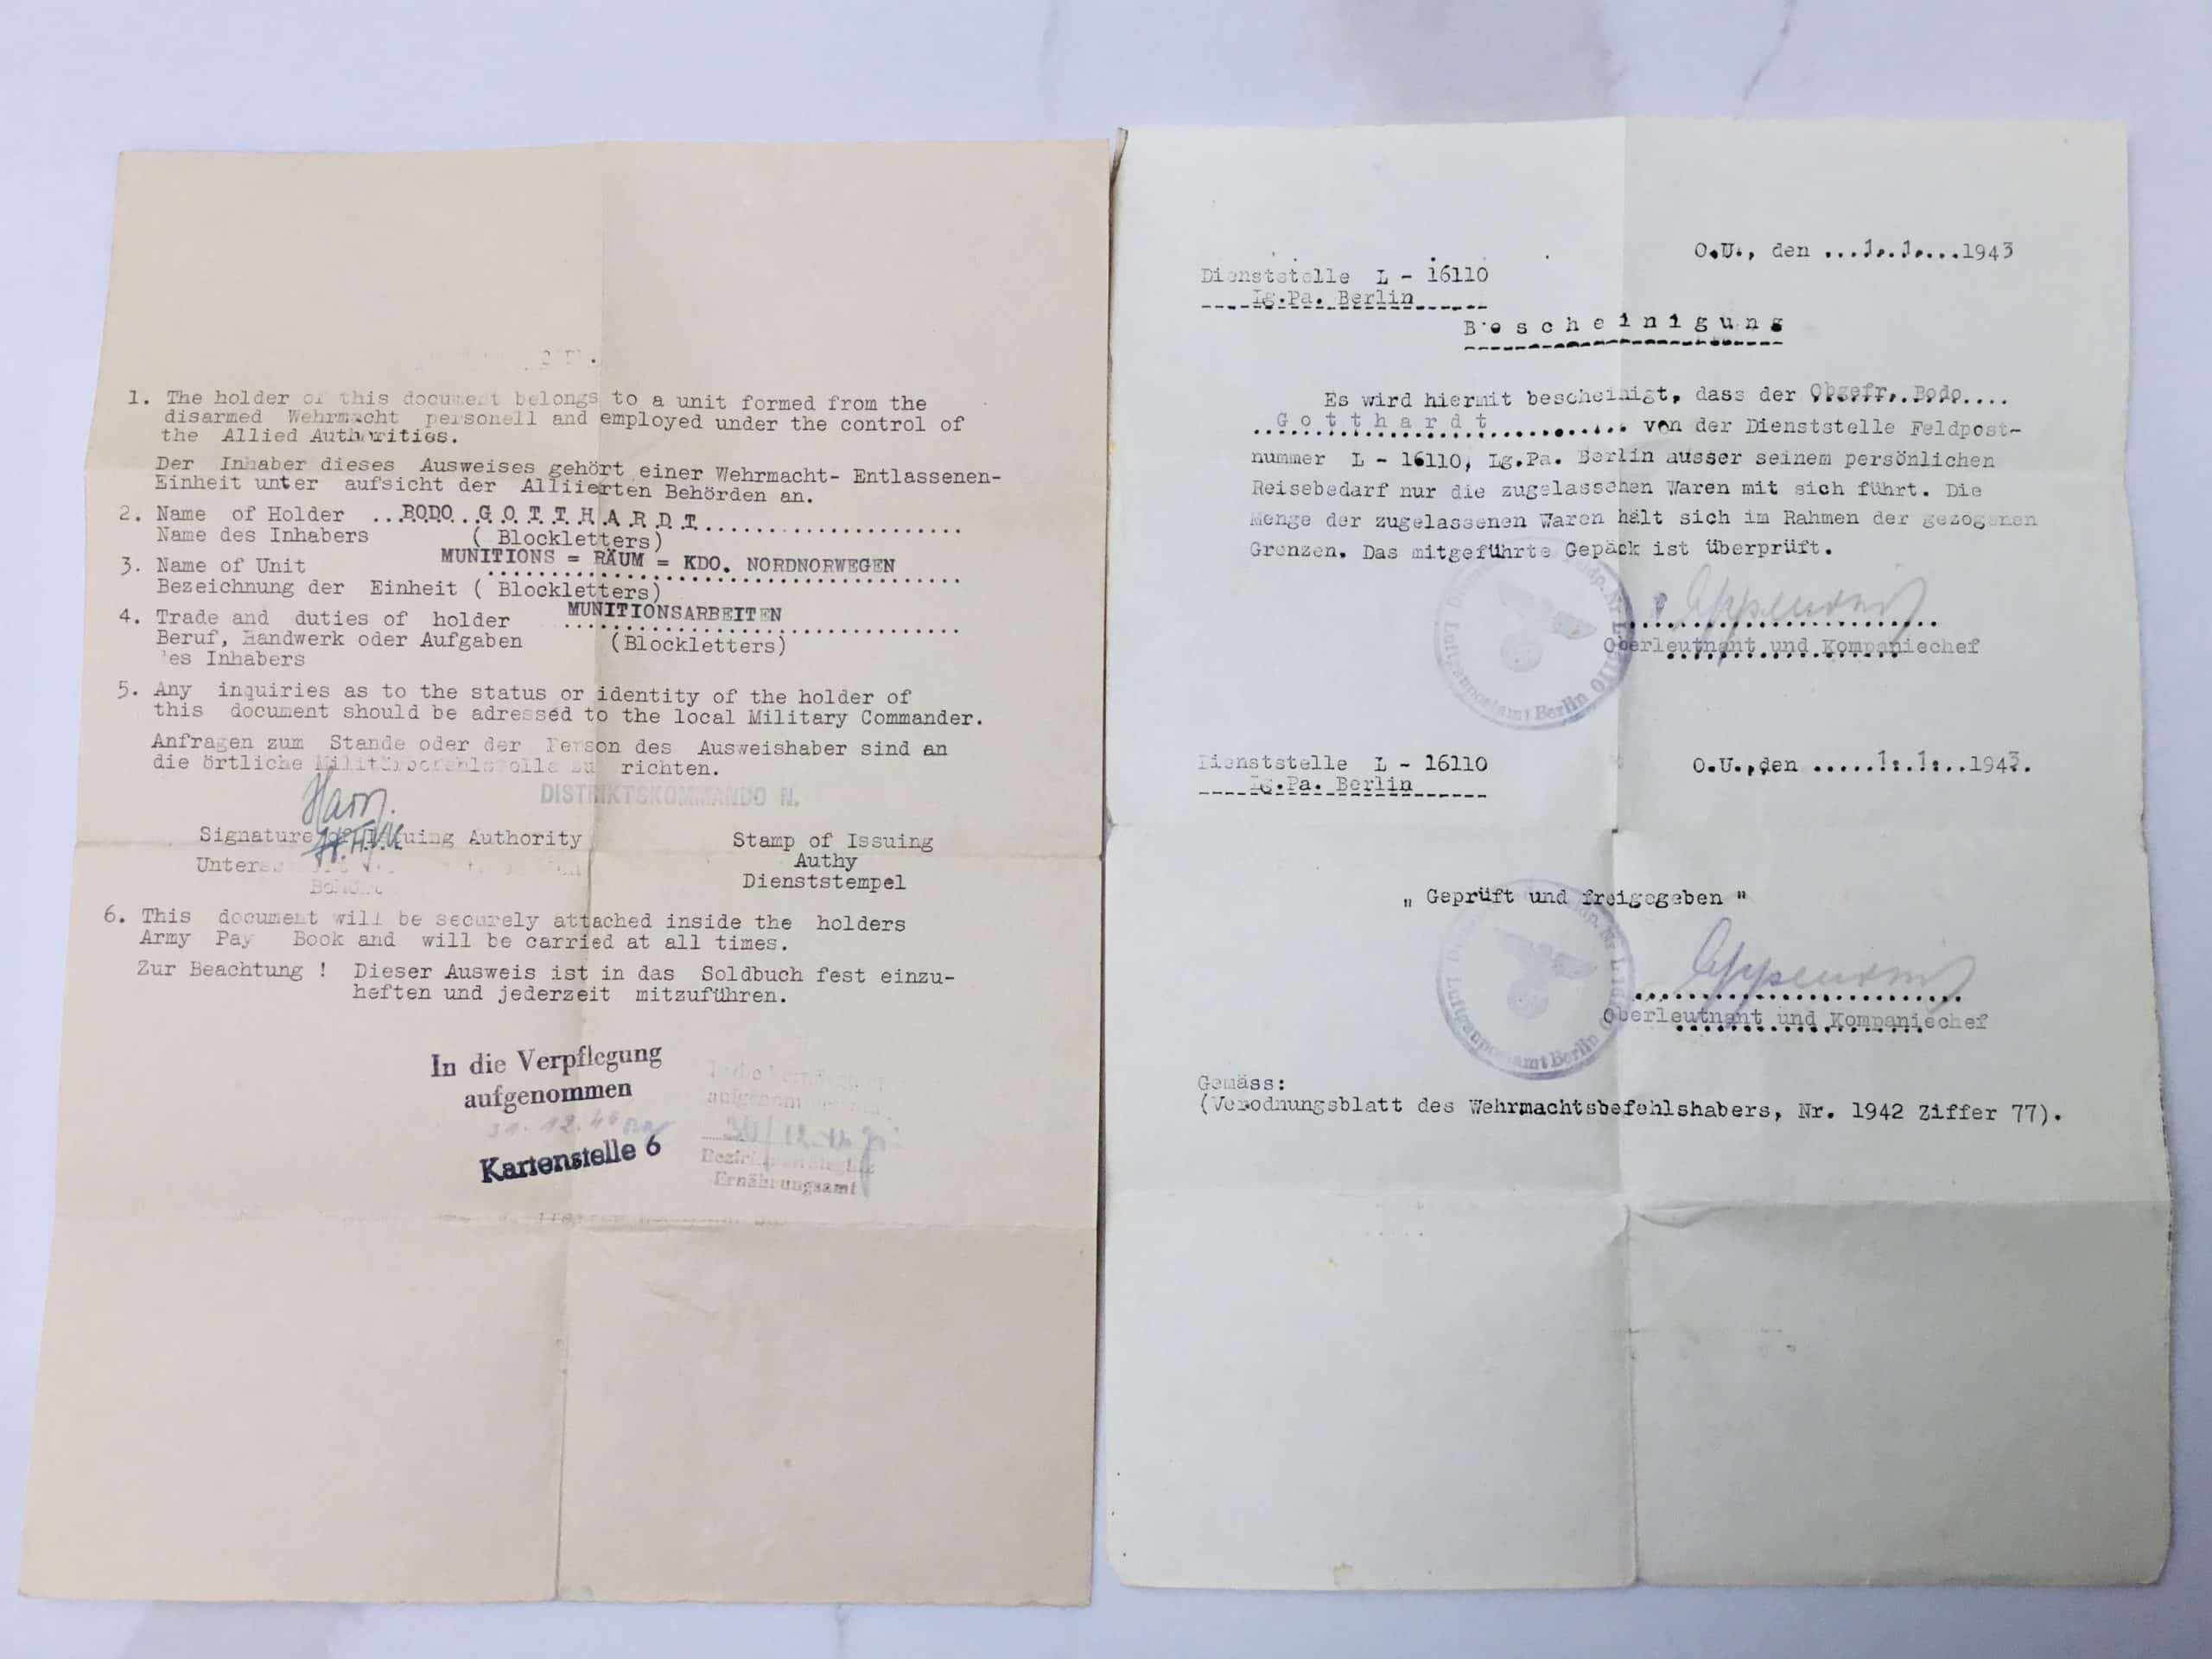 1. The holder of this document belongs to a unit formed from the
disarmed Wehrmacht personell and employed under the control of
the Allied Authorities.
Der Inhaber dieses Ausweises gehört einer Wehrmacht- Entlassenen-
Einheit unter aufsicht der Alliierten Behörden an.
2. Name of Holder ...BODO..G.O.T.T.H.A.R.D.T......................
Name des Inhabers ( Blockletters)
3. Name of Unit MUNITIONS = RÄUM = KDO. NORDNORWEGEN
Bezeichnung der Einheit ( Blockletters)
4. Trade and duties of holder MUNITIONSARBEITEN
Beruf, Handwerk oder Aufgaben (Blockletters)
des Inhabers
5. Any inquiries as to the status or identity of the holder of
this document should be adressed to the local Military Commander.
Anfragen zum Stande oder der Person des Ausweishaber sind an
die örtliche zu richten.
DISTRIKTSKOMMANDO N.
Signature of Issuing Authority
Stamp of Issuing
Authy
Dienststempel
6. This document will be securely attached inside the holders
Army Pay Book and will be carried at all times.
Zur Beachtung ! Dieser Ausweis ist in das Soldbuch fest einzu-
heften und jederzeit mitzuführen.
In die Verpflegung
aufgenommen
Kartenstelle 6
In die Verpflegung
aufgenommen
Ernährungsamt
O.U., den ...1.1....1943
Dienststelle L - 16110
Lg.Pa. Berlin
Bescheinigung
Es wird hiermit bescheinigt, dass der Obgefr. Bodo....
..G o t t h a r d t............ von der Dienststelle Feldpost-
nummer L - 16110, Lg.Pa. Berlin ausser seinem persönlichen
Reisebedarf nur die zugelassenen Waren mit sich führt. Die
Menge der zugelassenen Waren hält sich im Rahmen der gezogenen
Grenzen. Das mitgeführte Gepäck ist überprüft.
Oberleutnant und Kompaniechef
Luftgaupostamt Berlin
Dienststelle L - 16110
O.U.,den .....1.1...1943.
Lg.Pa. Berlin
„ Geprüft und freigegeben "
Oberleutnant und Kompaniechef
Luftgaupostamt Berlin
Gemäss:
(Verodnungsblatt des Wehrmachtsbefehlshabers, Nr. 1942 Ziffer 77).